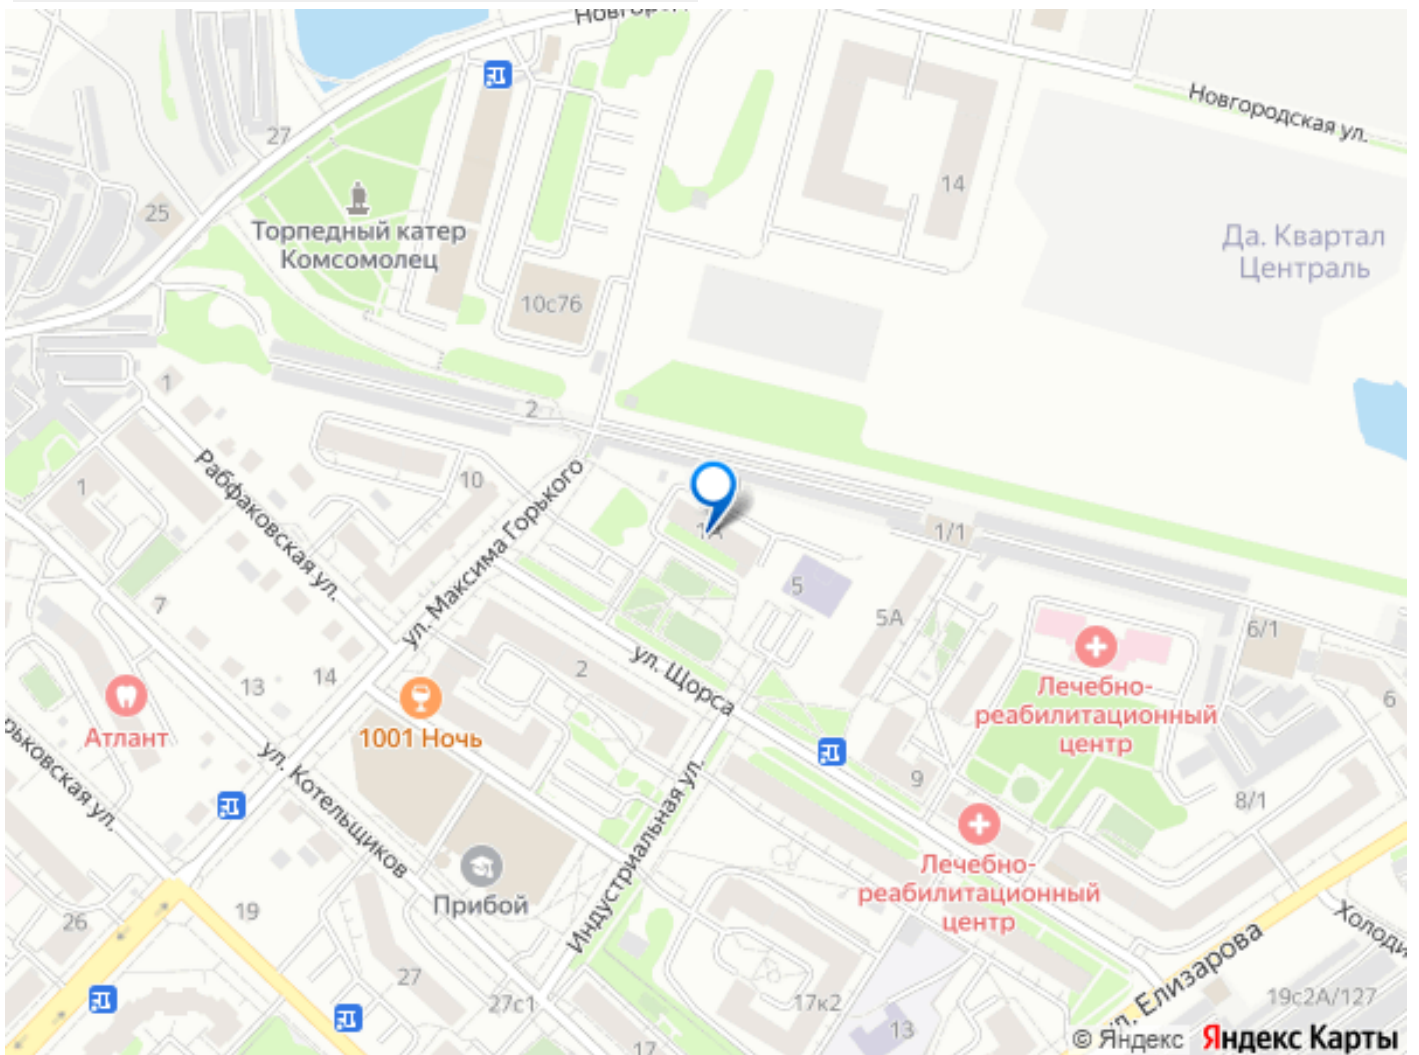 27
Новгородская ул.
25
14
Торпедный катер
Комсомолец
Да. Квартал
Централь
10с76
1
2
Рабфаковская ул.
ул. Максима Горького
10
1
1/1
7
5
5А
6/1
ул. Щорса
2
14
13
Лечебно-
реабилитационный
центр
6
Атлант
1001 Ночь
ул. Котельщиков
Индустриальная ул.
9
8/1
Лечебно-
реабилитационный
центр
Прибой
26
19
27
27с1
17к2
13
17
ул. Елизарова
19с2А/127
© Яндекс Яндекс Карты